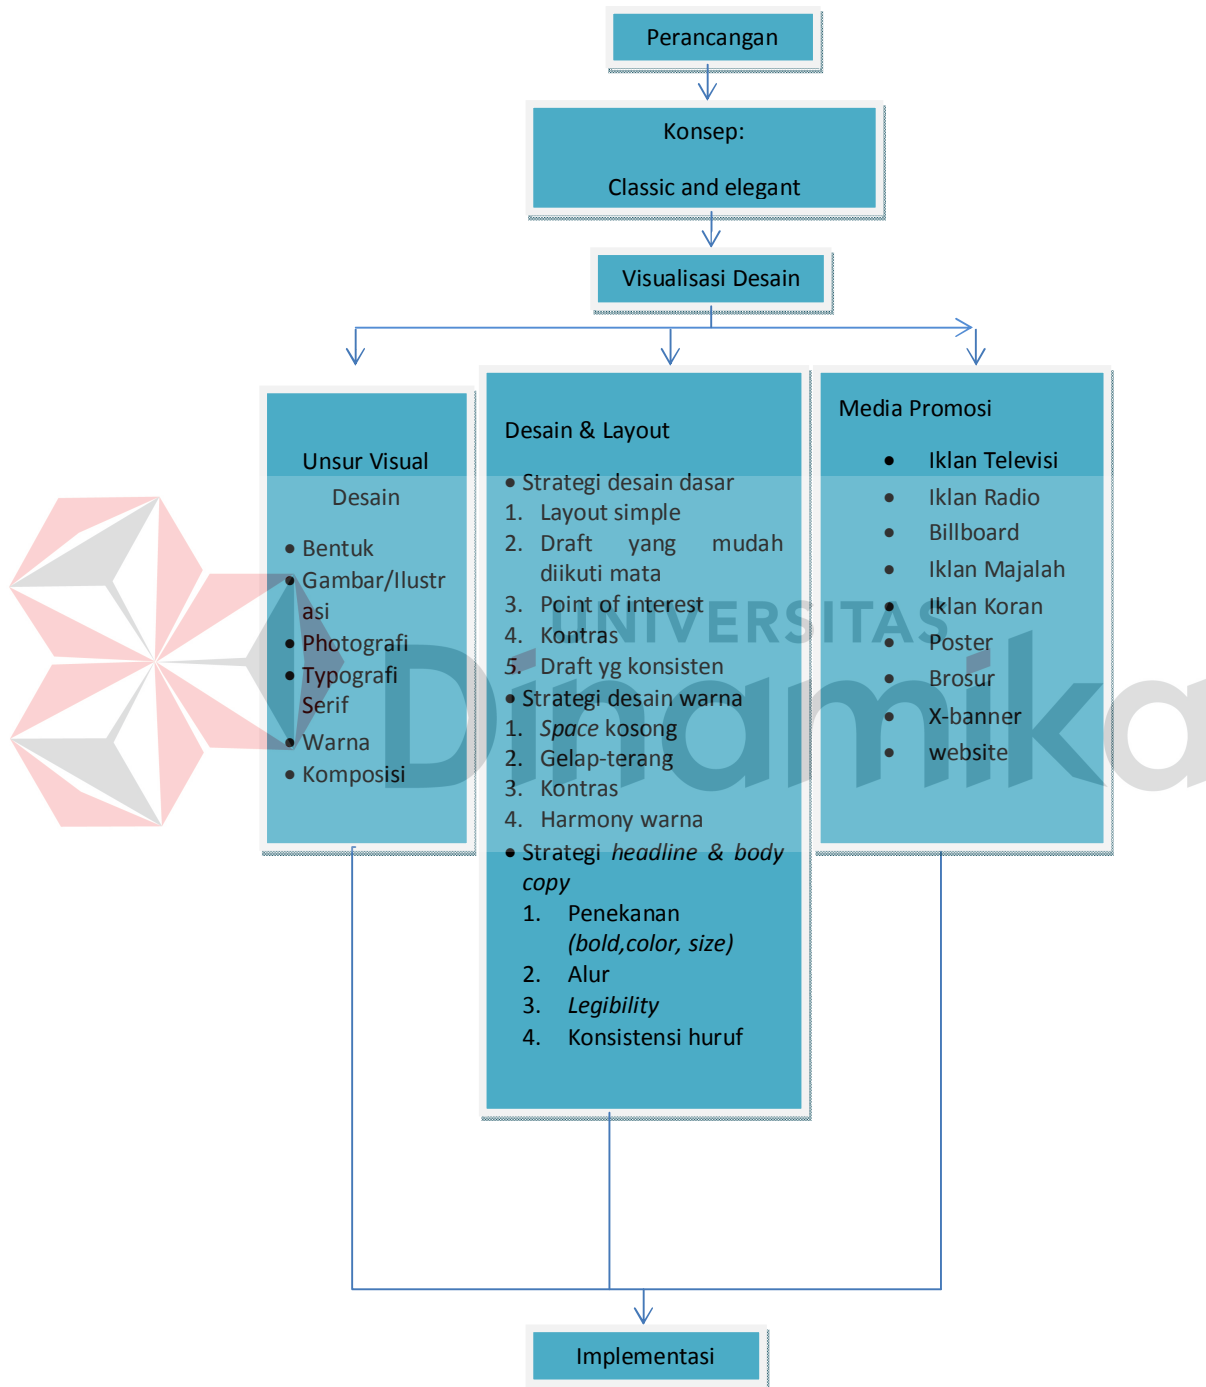 Perancangan
Konsep:
Classic and elegant
Visualisasi Desain
Unsur Visual
Desain
• Bentuk
• Gambar/Ilustr
asi
• Photografi
• Typografi
Serif
• Warna
• Komposisi
Desain & Layout
• Strategi desain dasar
1. Layout simple
2. Draft yang mudah
diikuti mata
3. Point of interest
4. Kontras
5. Draft yg konsisten
• Strategi desain warna
1. Space kosong
2. Gelap-terang
3. Kontras
4. Harmony warna
• Strategi headline & body
copy
1. Penekanan
(bold,color, size)
2. Alur
3. Legibility
4. Konsistensi huruf
Media Promosi
• Iklan Televisi
• Iklan Radio
• Billboard
• Iklan Majalah
• Iklan Koran
• Poster
• Brosur
• X-banner
• website
UNIVERSITAS
Dinamika
Implementasi